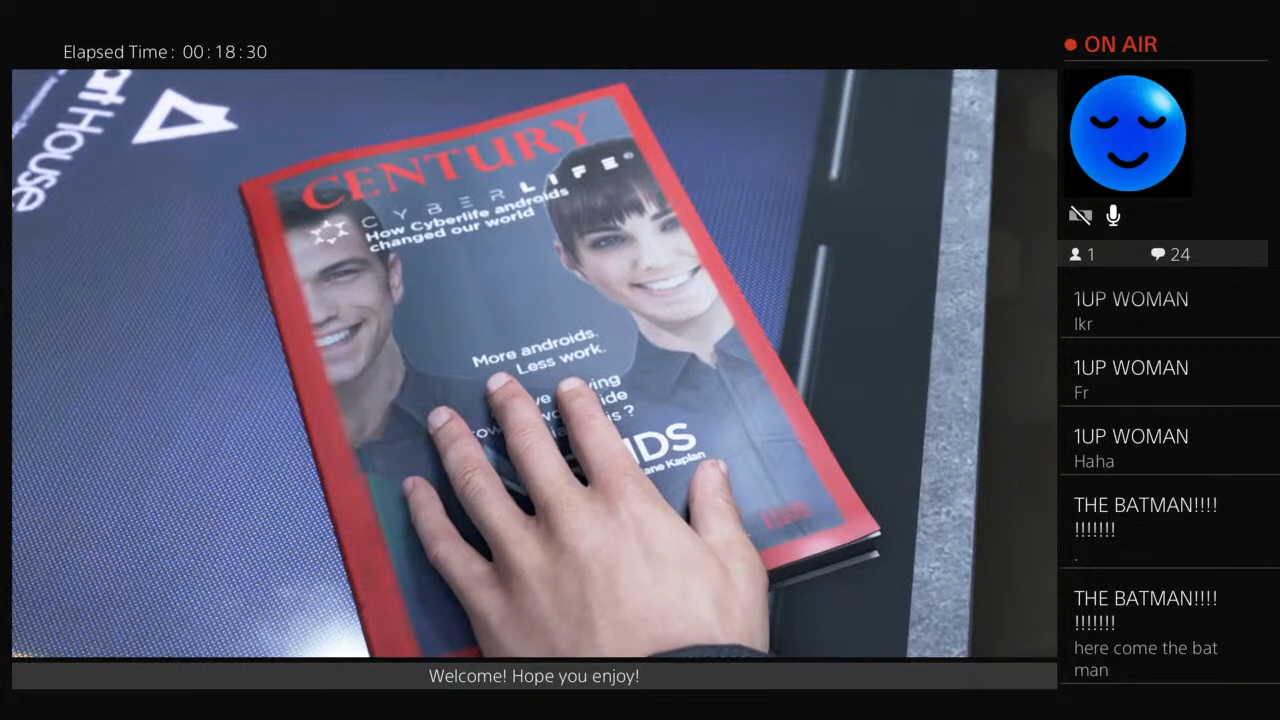 Elapsed Time: 00:18:30
ON AIR
1
24
1UP WOMAN
Ikr
1UP WOMAN
Fr
1UP WOMAN
Haha
THE BATMAN!!!!
!!!!!!!
.
THE BATMAN!!!!
!!!!!!!
here come the bat
man
House
CENTURY
CYBERLIFE
How Cyberlife androids
changed our world
More androids.
Less work.
Kaplan
Welcome! Hope you enjoy!